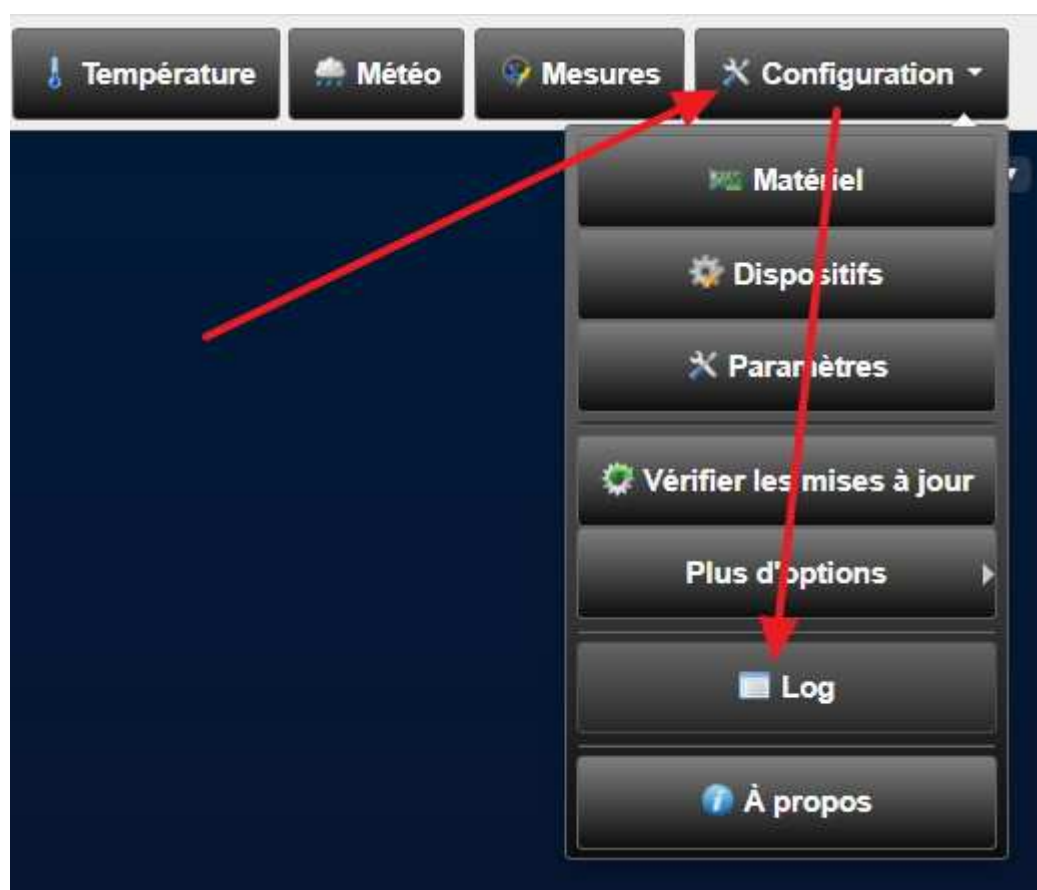 Température Météo Mesures Configuration
Matériel
Dispositifs
Paramètres
Vérifier les mises à jour
Plus d'options
Log
À propos